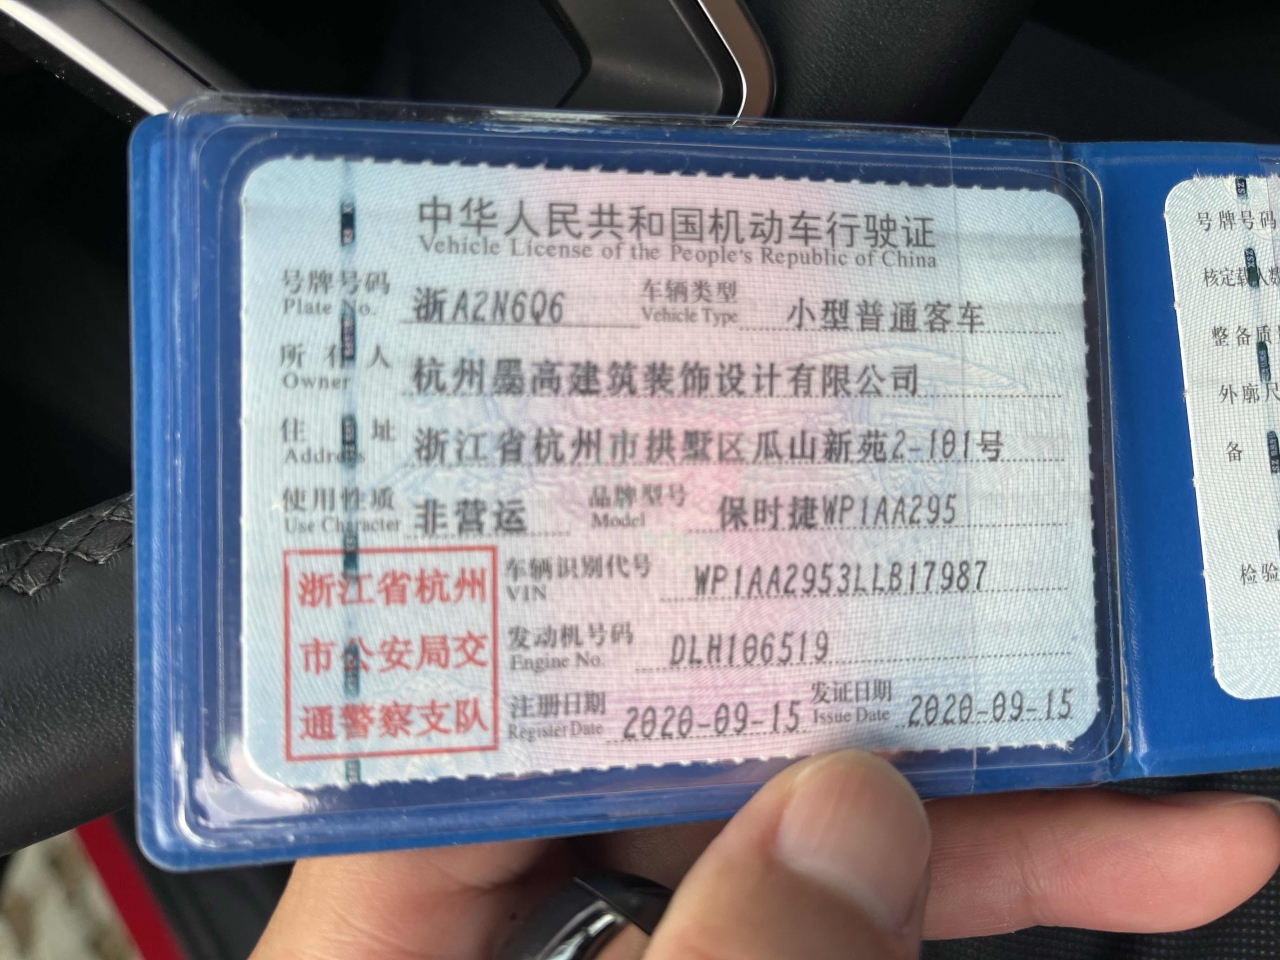 中华人民共和国机动车行驶证
Vehicle License of the People's Republic of China
号牌号码 浙A2N6Q6 车辆类型 小型普通客车
Plate No. Vehicle Type
所有人 杭州墨高建筑装饰设计有限公司
Owner
住址 浙江省杭州市拱墅区瓜山新苑2-101号
Address
使用性质 非营运 品牌型号 保时捷WP1AA295
Use Character Model
浙江省杭州
市公安局交
通警察支队
车辆识别代号 WP1AA2953LLB17987
VIN
发动机号码 DLH106519
Engine No.
注册日期 2020-09-15 发证日期 2020-09-15
Register Date Issue Date
号牌号码
核定载人数
整备质
外廓尺
备
检验